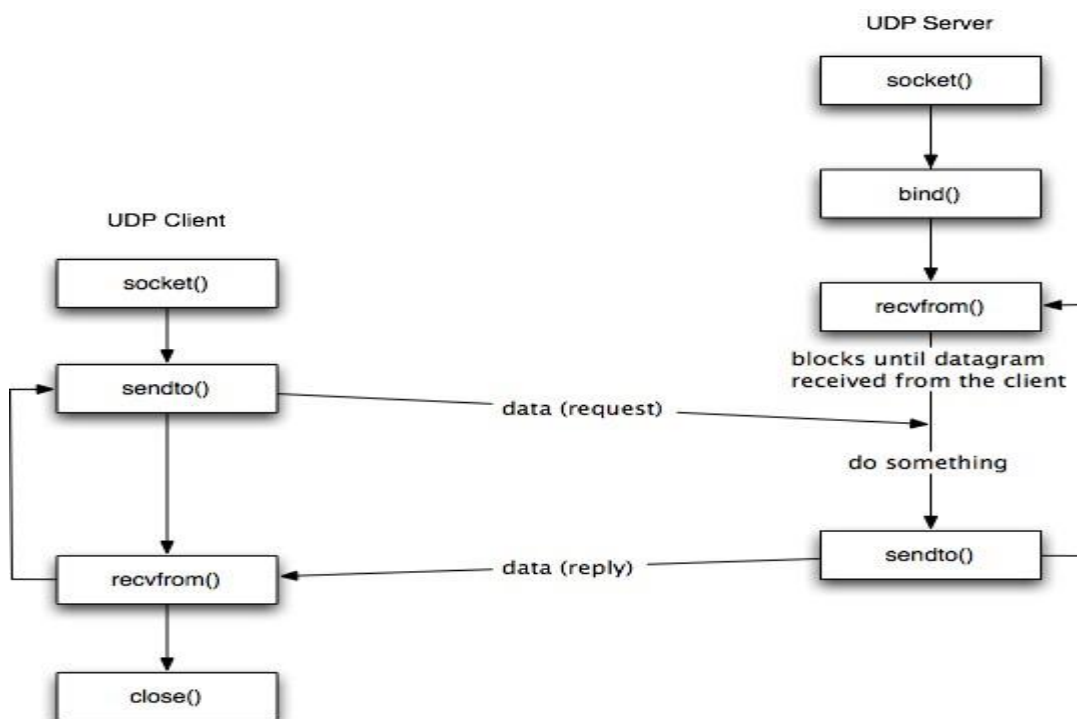 UDP Server
socket()
bind()
UDP Client
socket()
recvfrom()
blocks until datagram
received from the client
sendto()
data (request)
do something
sendto()
data (reply)
recvfrom()
close()